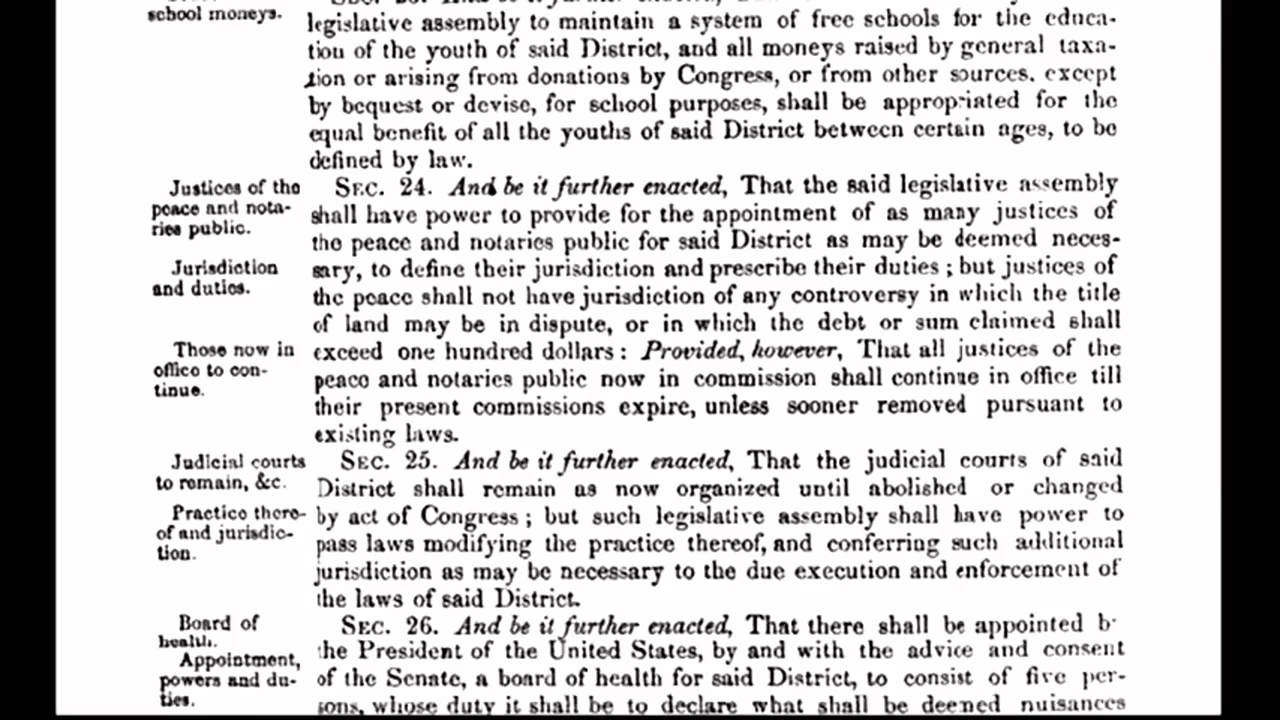 school moneys.
legislative assembly to maintain a system of free schools for the educa-
tion of the youth of said District, and all moneys raised by general taxa-
tion or arising from donations by Congress, or from other sources, except
by bequest or devise, for school purposes, shall be appropriated for the
equal benefit of all the youths of said District between certain ages, to be
defined by law.
Justices of the
peace and nota-
ries public.
Jurisdiction
and duties.
Those now in
office to con-
tinue.
SEC. 24. And be it further enacted, That the said legislative assembly
shall have power to provide for the appointment of as many justices of
the peace and notaries public for said District as may be deemed neces-
sary, to define their jurisdiction and prescribe their duties ; but justices of
the peace shall not have jurisdiction of any controversy in which the title
of land may be in dispute, or in which the debt or sum claimed shall
exceed one hundred dollars : Provided, however, That all justices of the
peace and notaries public now in commission shall continue in office till
their present commissions expire, unless sooner removed pursuant to
existing laws.
Judicial courts
to remain, &c.
Practice there-
of and jurisdic-
tion.
SEC. 25. And be it further enacted, That the judicial courts of said
District shall remain as now organized until abolished or changed
by act of Congress ; but such legislative assembly shall have power to
pass laws modifying the practice thereof, and conferring such additional
jurisdiction as may be necessary to the due execution and enforcement of
the laws of said District.
Board of
health.
Appointment,
powers and du-
ties.
SEC. 26. And be it further enacted, That there shall be appointed
the President of the United States, by and with the advice and consent
of the Senate, a board of health for said District, to consist of five per-
sons, whose duty it shall be to declare what shall be deemed nuisances